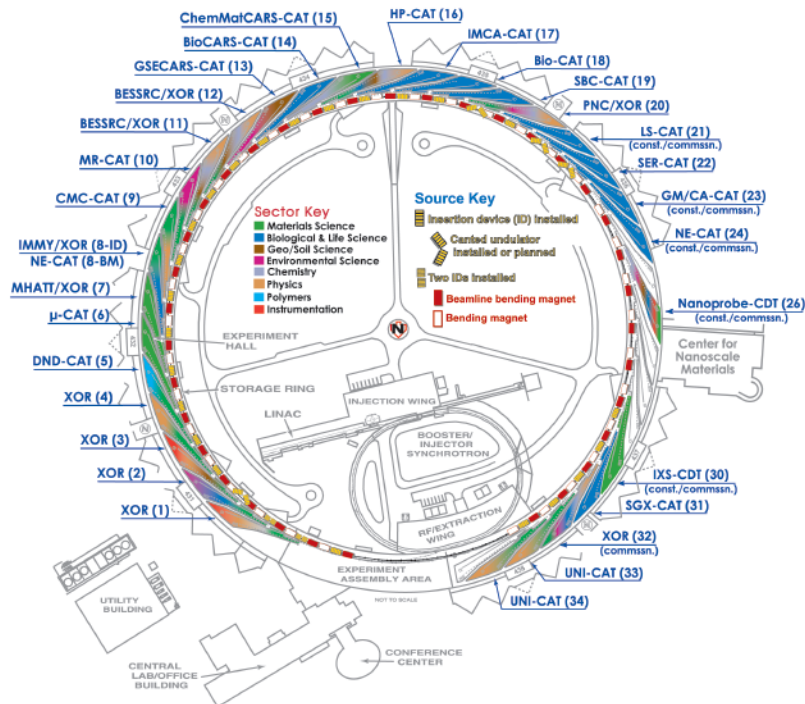 ChemMatCARS-CAT (15)
BioCARS-CAT (14)
GSECARS-CAT (13)
BESSRC/XOR (12)
BESSRC/XOR (11)
MR-CAT (10)
CMC-CAT (9)
IMMY/XOR (8-ID)
NE-CAT (8-BM)
MHATT/XOR (7)
µ-CAT (6)
DND-CAT (5)
XOR (4)
XOR (3)
XOR (2)
XOR (1)
HP-CAT (16)
IMCA-CAT (17)
Bio-CAT (18)
SBC-CAT (19)
PNC/XOR (20)
LS-CAT (21)
(const./commssn.)
SER-CAT (22)
GM/CA-CAT (23)
(const./commssn.)
NE-CAT (24)
(const./commssn.)
Nanoprobe-CDT (26)
(const./commssn.)
Center for
Nanoscale
Materials
IXS-CDT (30)
(const./commssn.)
SGX-CAT (31)
XOR (32)
(commssn.)
UNI-CAT (33)
UNI-CAT (34)
Sector Key
Materials Science
Biological & Life Science
Geo/Soil Science
Environmental Science
Chemistry
Physics
Polymers
Instrumentation
Source Key
Insertion device (ID) installed
Canted undulator
Installed or planned
Two IDs installed
Beamline bending magnet
Bending magnet
N
EXPERIMENT
HALL
STORAGE RING
LINAC
INJECTION WING
BOOSTER/
INJECTOR
SYNCHROTRON
RF/EXTRACTION
WING
EXPERIMENT
ASSEMBLY AREA
NOT TO SCALE
UTILITY
BUILDING
CENTRAL
LAB/OFFICE
BUILDING
CONFERENCE
CENTER
431
432
433
434
435
N
N
N
N